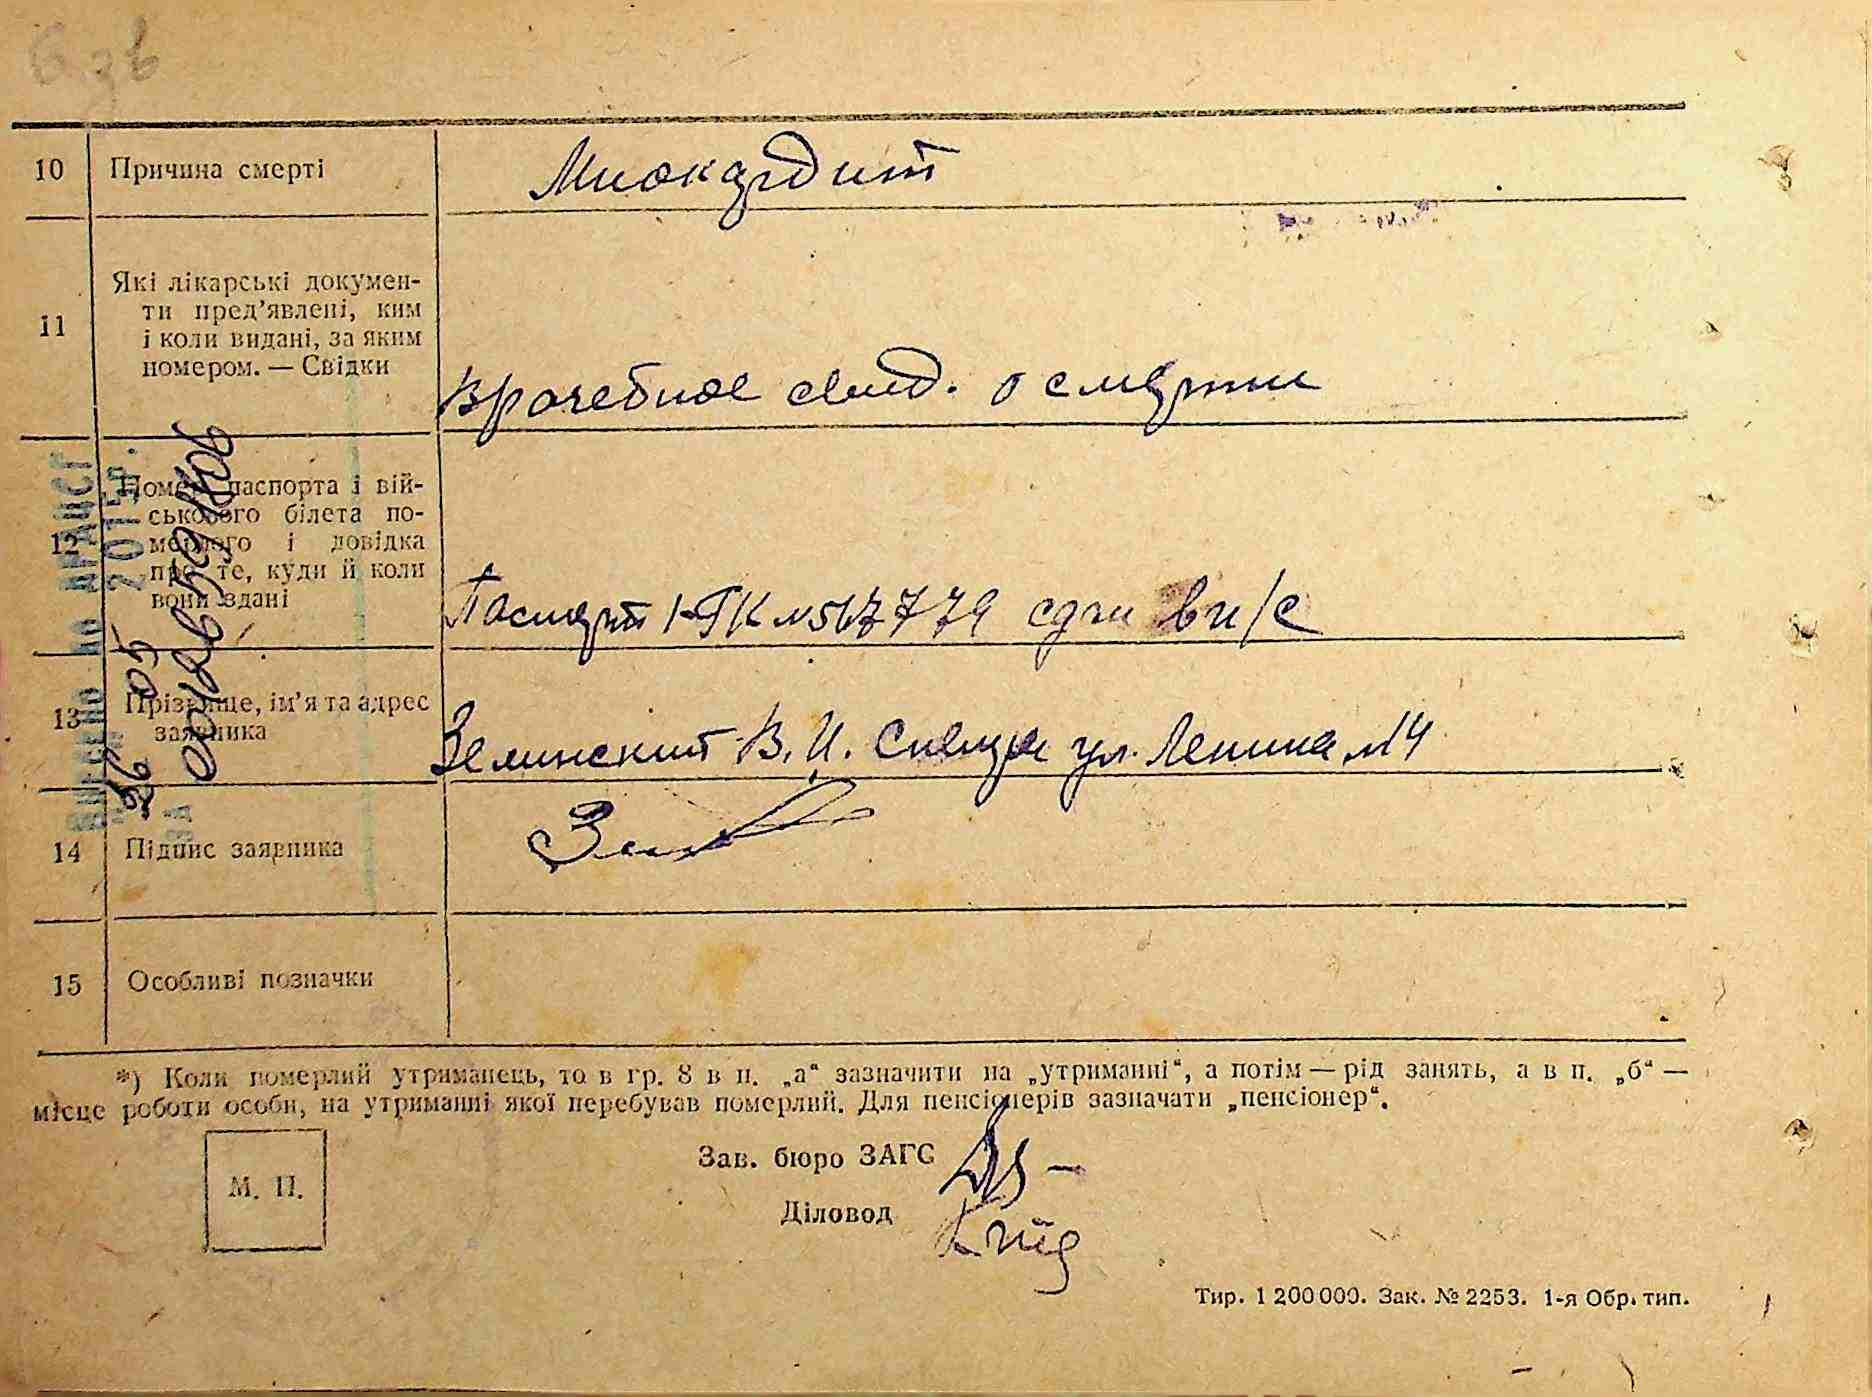 10 Причина смерті Миокардит
11 Які лікарські докумен-
ти пред’явлені, ким
і коли видані, за яким
номером. — Свідки
Врачебное свид. о смерти
12 Номер паспорта і вій-
ськового білета по-
мерлого і довідка
про те, куди й коли
вони здані
Паспорт сдан в п/с
13 Прізвище, ім’я та адрес
заявника
Зелинский В. И. ул. Ленина №14
14 Підпис заявника
15 Особливі позначки
*) Коли померлий утриманець, то в гр. 8 в п. „а“ зазначити на „утриманні“, а потім — рід занять, а в п. „б“ —
місце роботи особи, на утриманні якої перебував померлий. Для пенсіонерів зазначати „пенсіонер“.
М. П.
Зав. бюро ЗАГС
Діловод
Тир. 1 200 000. Зак. № 2253. 1-я Обр. тип.